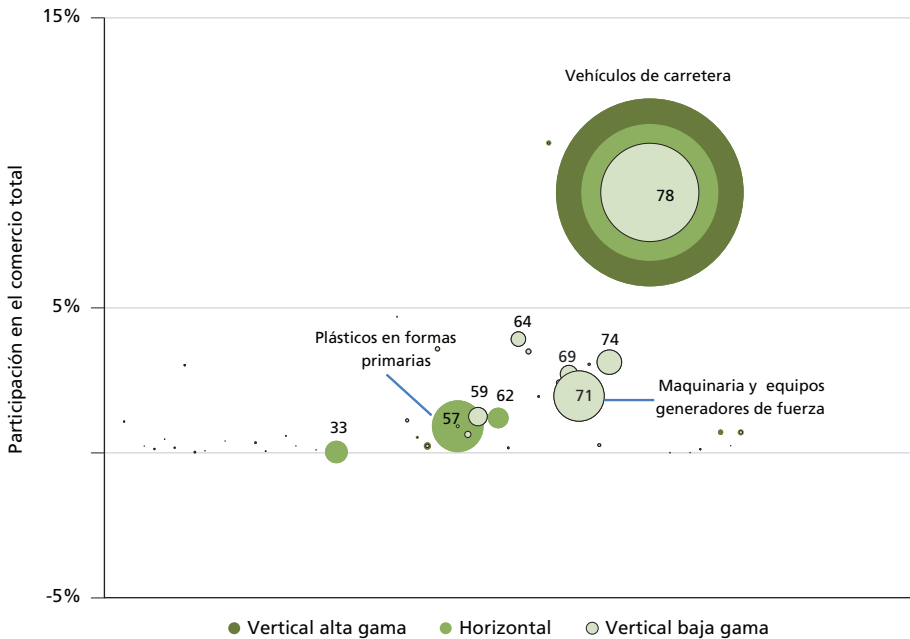 15%
Vehículos de carretera
78
Participación en el comercio total
5%
64
Plásticos en formas
primarias
69
74
59
62
57
71
Maquinaria y equipos
generadores de fuerza
33
-5%
Vertical alta gama
Horizontal
Vertical baja gama